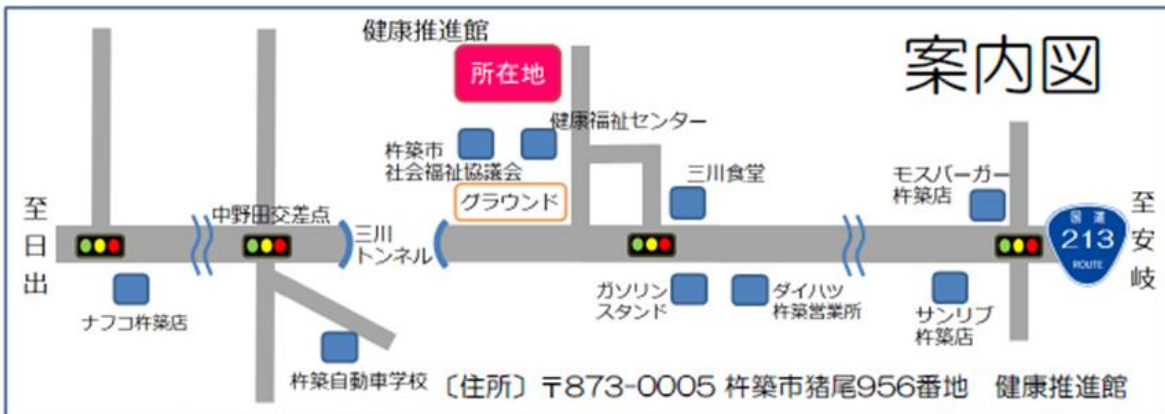 案内図
健康推進館
所在地
健康福祉センター
杵築市
社会福祉協議会
グラウンド
三川食堂
モスバーガー
杵築店
至日出
中野田交差点
三川
トンネル
国道
213
ROUTE
至安岐
ナフコ杵築店
ガソリン
スタンド
ダイハツ
杵築営業所
サンリブ
杵築店
杵築自動車学校
〔住所〕〒873-0005 杵築市猪尾956番地　健康推進館